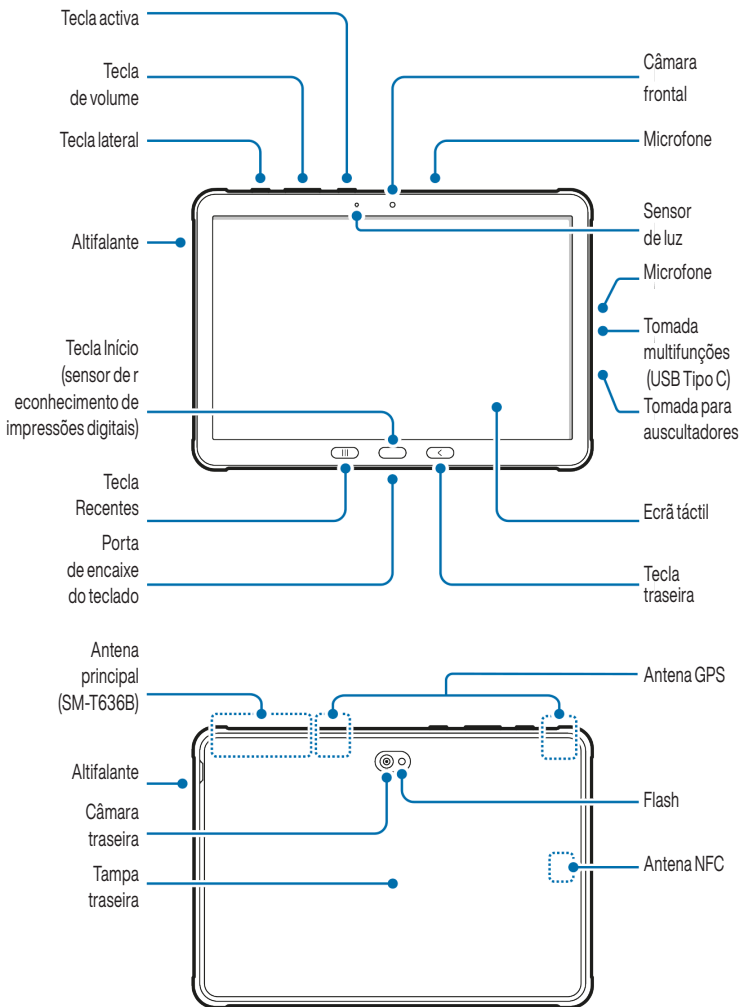 Tecla activa
Tecla
de volume
Tecla lateral
Altifalante
Tecla Início
(sensor de r
econhecimento de
impressões digitais)
Tecla
Recentes
Porta
de encaixe
do teclado
Câmara
frontal
Microfone
Sensor
de luz
Microfone
Tomada
multifunções
(USB Tipo C)
Tomada para
auscultadores
Ecrã táctil
Tecla
traseira
Antena
principal
(SM-T636B)
Altifalante
Câmara
traseira
Tampa
traseira
Antena GPS
Flash
Antena NFC